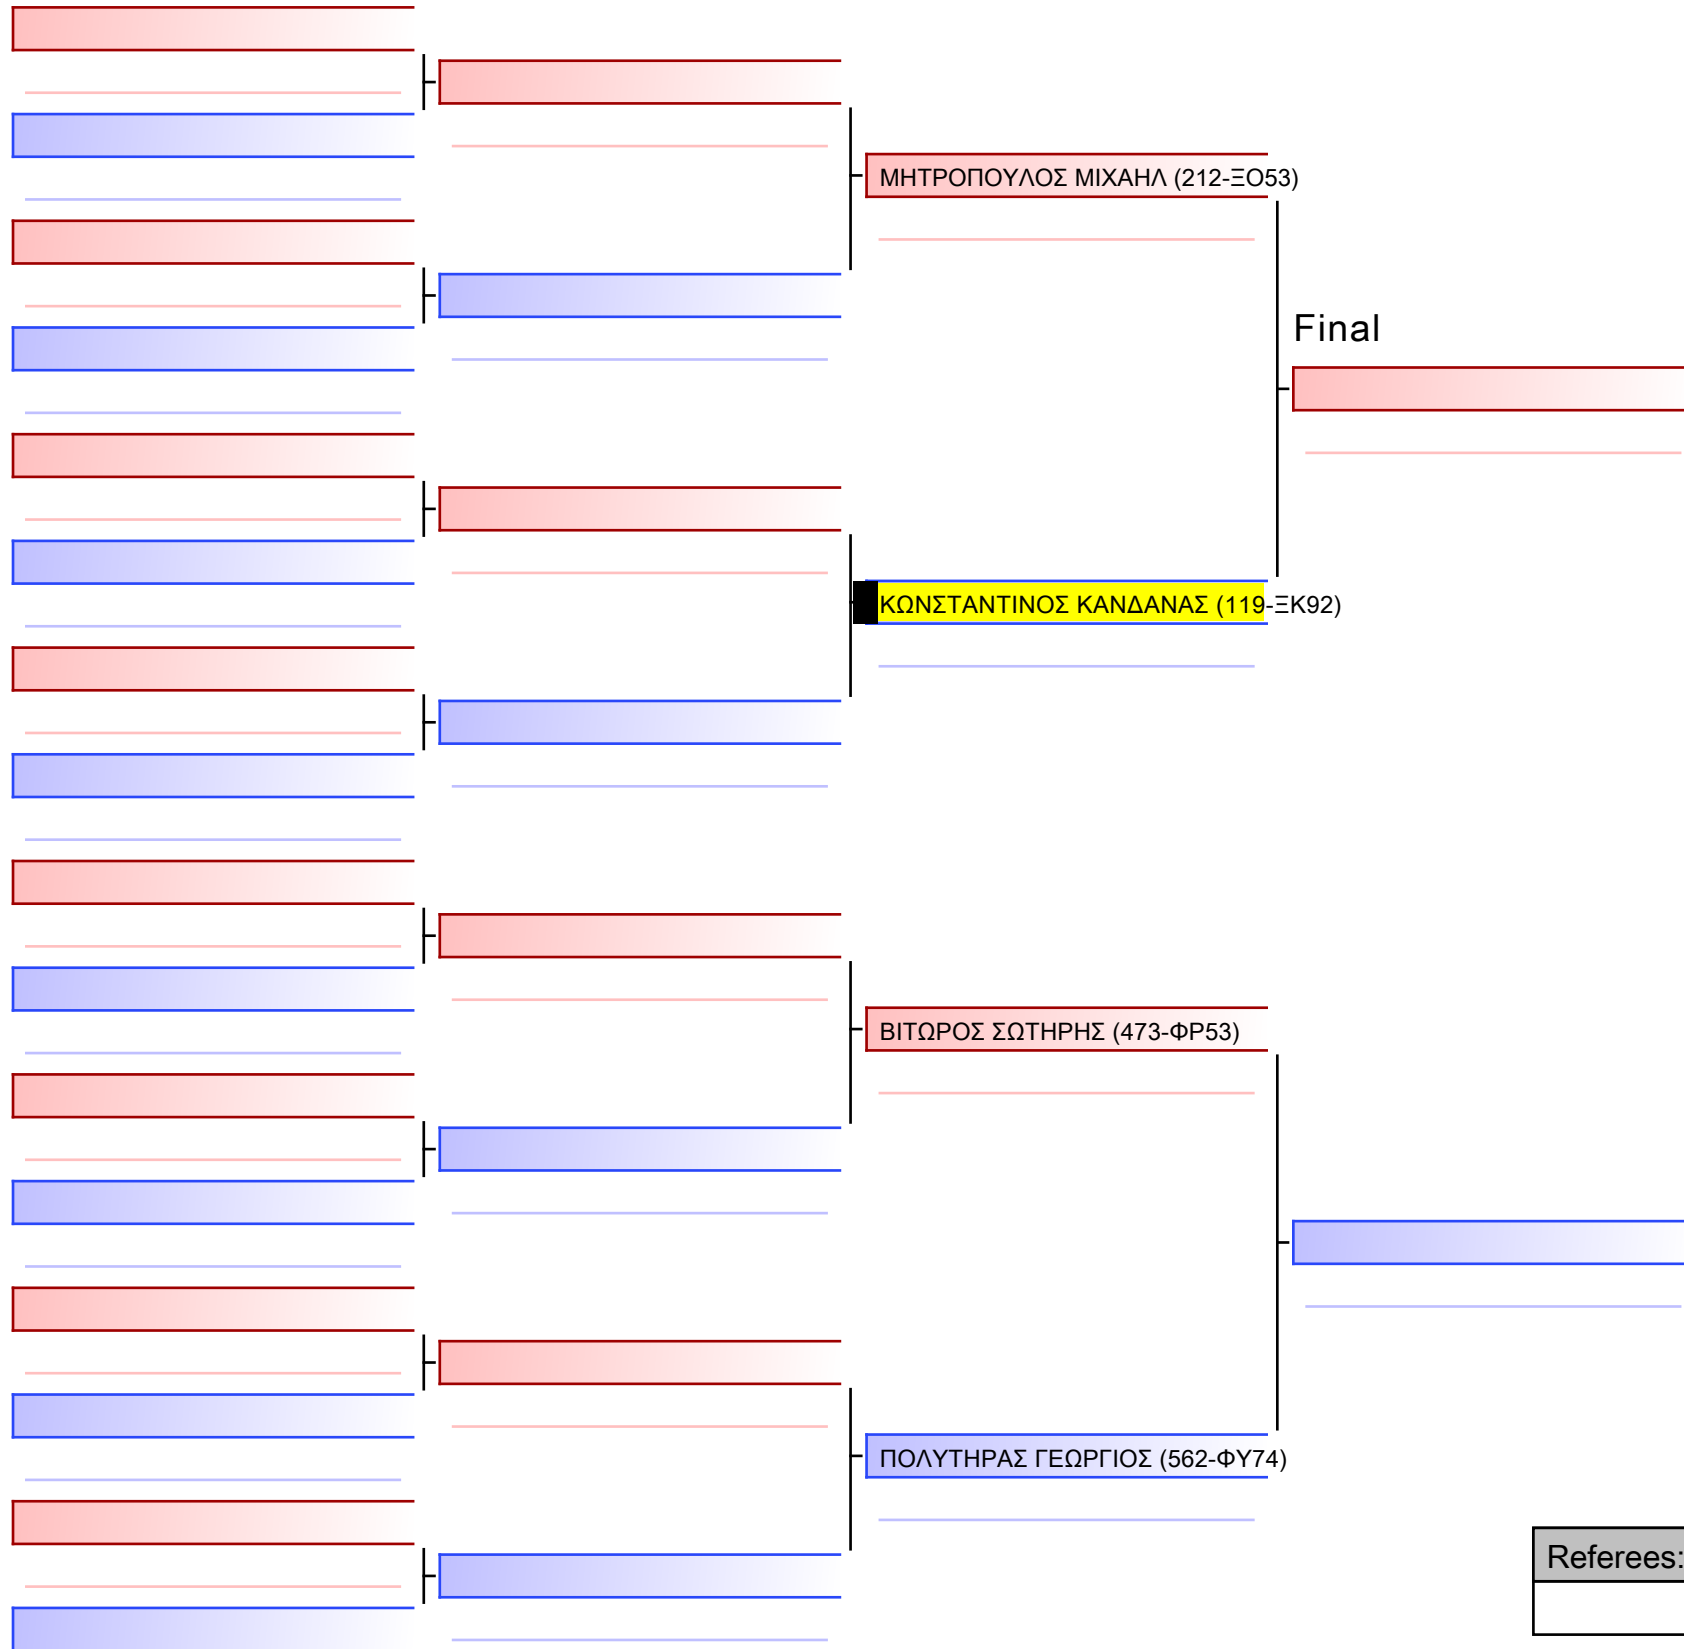 ΜΗΤΡΟΠΟΥΛΟΣ ΜΙΧΑΗΛ (212-ΞΟ53)
Final
ΚΩΝΣΤΑΝΤΙΝΟΣ ΚΑΝΔΑΝΑΣ (119-ΞΚ92)
ΒΙΤΩΡΟΣ ΣΩΤΗΡΗΣ (473-ΦΡ53)
ΠΟΛΥΤΗΡΑΣ ΓΕΩΡΓΙΟΣ (562-ΦΥ74)
Referees: